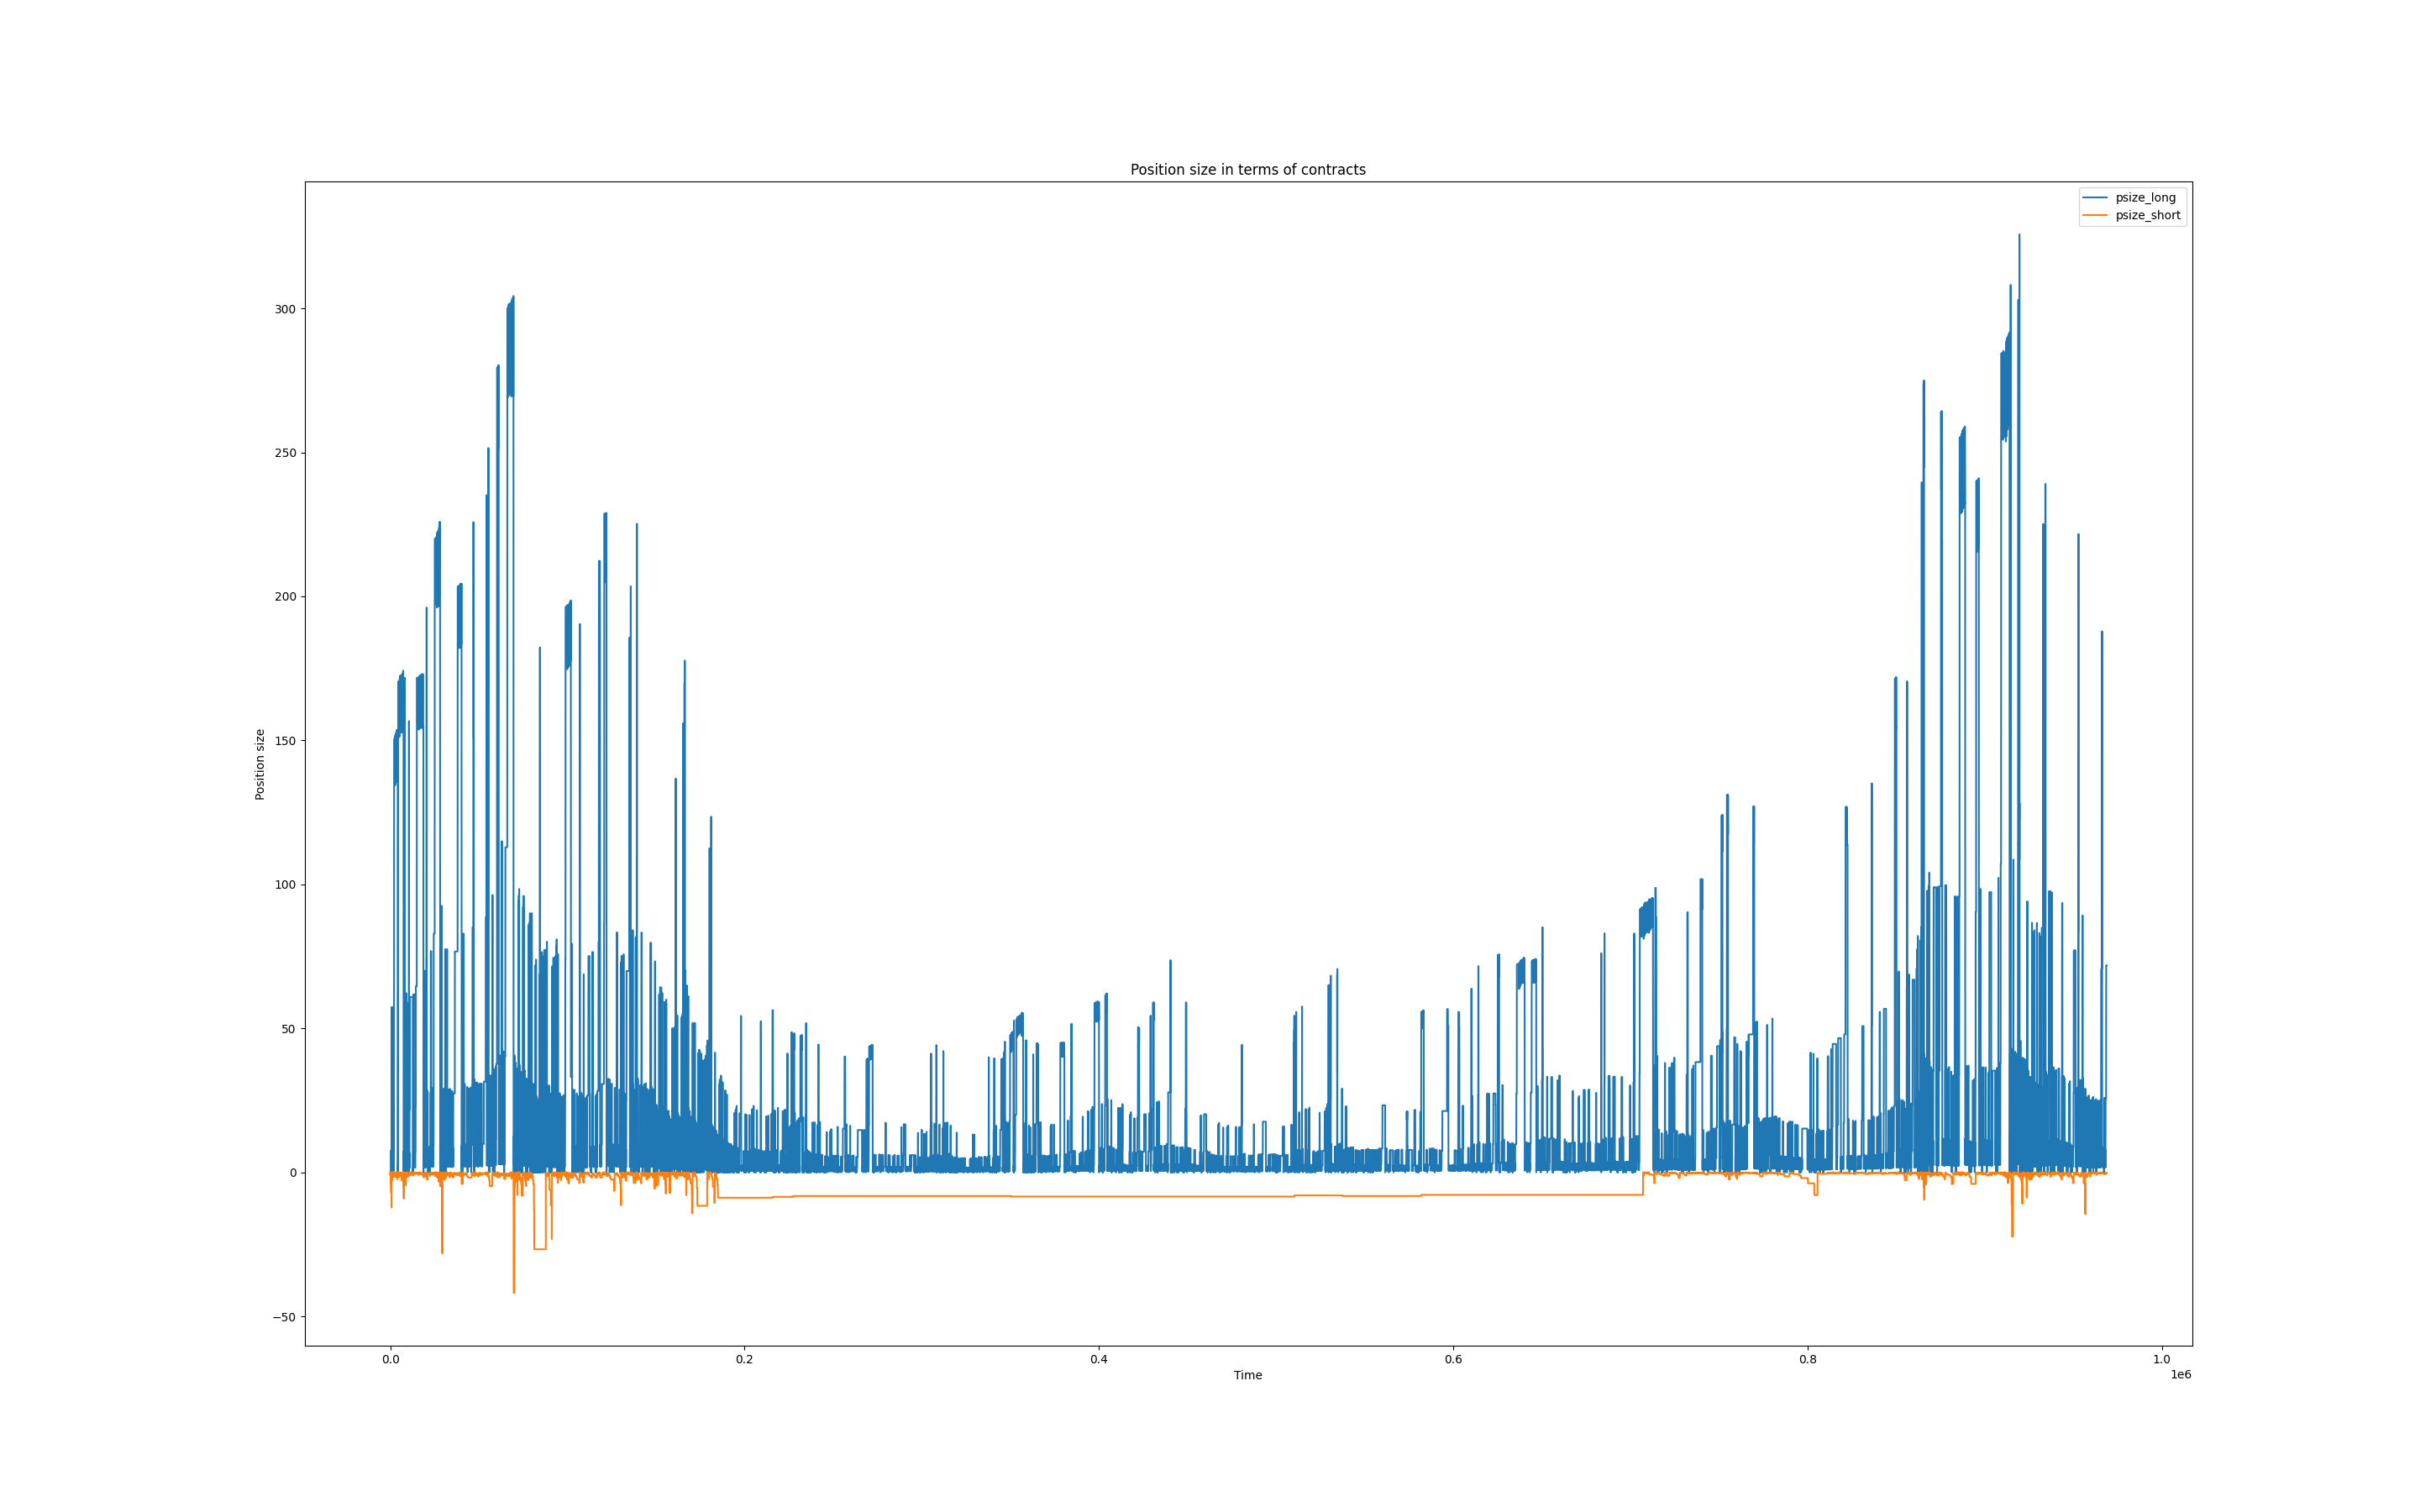 Position size in terms of contracts
psize_long
psize_short
300
250
200
150
100
50
0
−50
Position size
0.0
0.2
0.4
0.6
0.8
1.0
1e6
Time